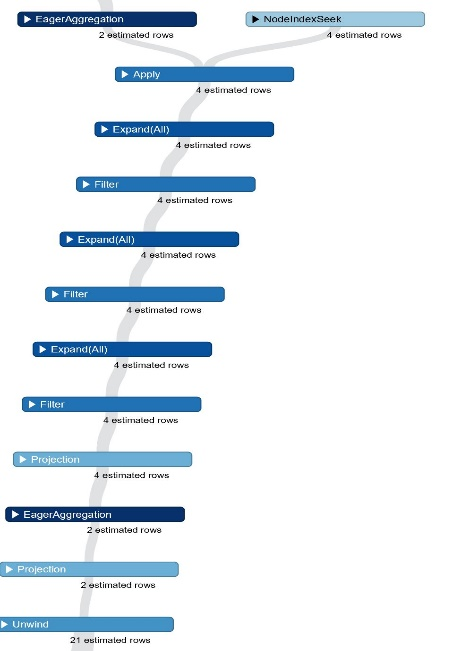 EagerAggregation
NodeIndexSeek
2 estimated rows
4 estimated rows
Apply
4 estimated rows
Expand(All)
4 estimated rows
Filter
4 estimated rows
Expand(All)
4 estimated rows
Filter
4 estimated rows
Expand(All)
4 estimated rows
Filter
4 estimated rows
Projection
4 estimated rows
EagerAggregation
2 estimated rows
Projection
2 estimated rows
Unwind
21 estimated rows